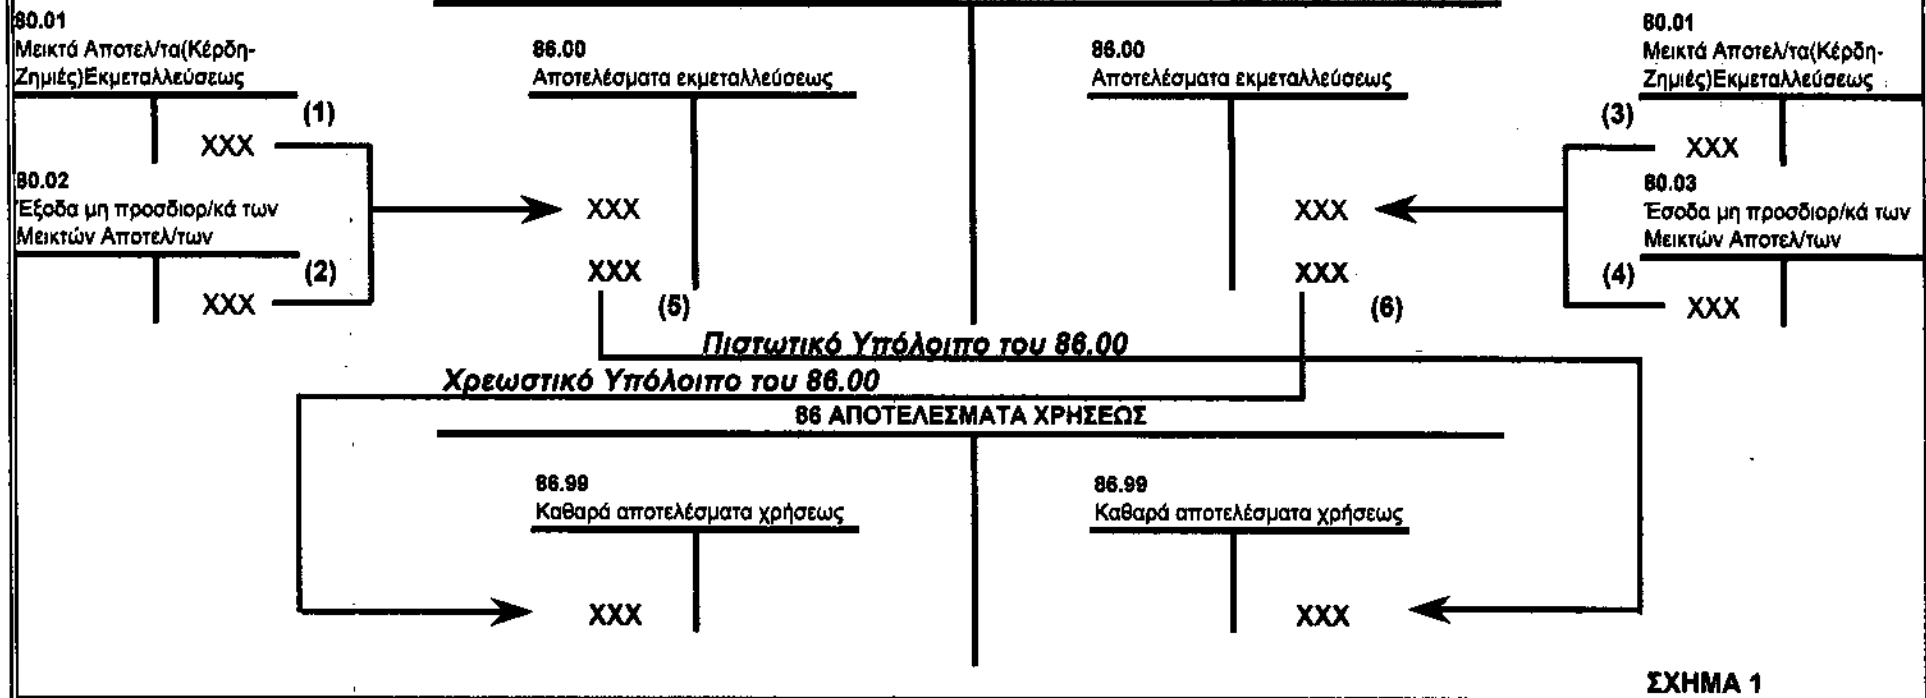 80.01
Μεικτά Αποτελ/τα(Κέρδη-
Ζημιές)Εκμεταλλεύσεως
86.00
Αποτελέσματα εκμεταλλεύσεως
86.00
Αποτελέσματα εκμεταλλεύσεως
80.01
Μεικτά Αποτελ/τα(Κέρδη-
Ζημιές)Εκμεταλλεύσεως
(1)
XXX
(3)
XXX
80.02
Έξοδα μη προσδιορ/κά των
Μεικτών Αποτελ/των
XXX
XXX
80.03
Έσοδα μη προσδιορ/κά των
Μεικτών Αποτελ/των
(2)
XXX
XXX
(5)
XXX
(6)
(4)
XXX
Πιστωτικό Υπόλοιπο του 86.00
Χρεωστικό Υπόλοιπο του 86.00
86 ΑΠΟΤΕΛΕΣΜΑΤΑ ΧΡΗΣΕΩΣ
86.99
Καθαρά αποτελέσματα χρήσεως
86.99
Καθαρά αποτελέσματα χρήσεως
XXX
XXX
ΣΧΗΜΑ 1